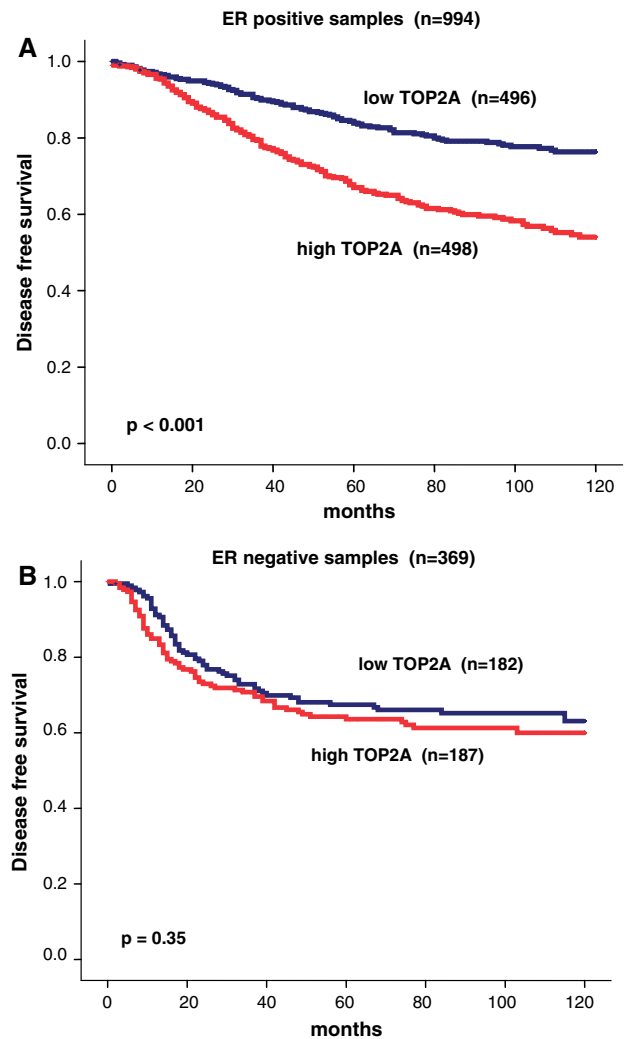 ER positive samples (n=994)
A
1.0
low TOP2A (n=496)
0.8
0.6
high TOP2A (n=498)
0.4
0.2
p < 0.001
0.0
Disease free survival
0 20 40 60 80 100 120
months
ER negative samples (n=369)
B
1.0
low TOP2A (n=182)
0.8
0.6
high TOP2A (n=187)
0.4
0.2
p = 0.35
0.0
Disease free survival
0 20 40 60 80 100 120
months